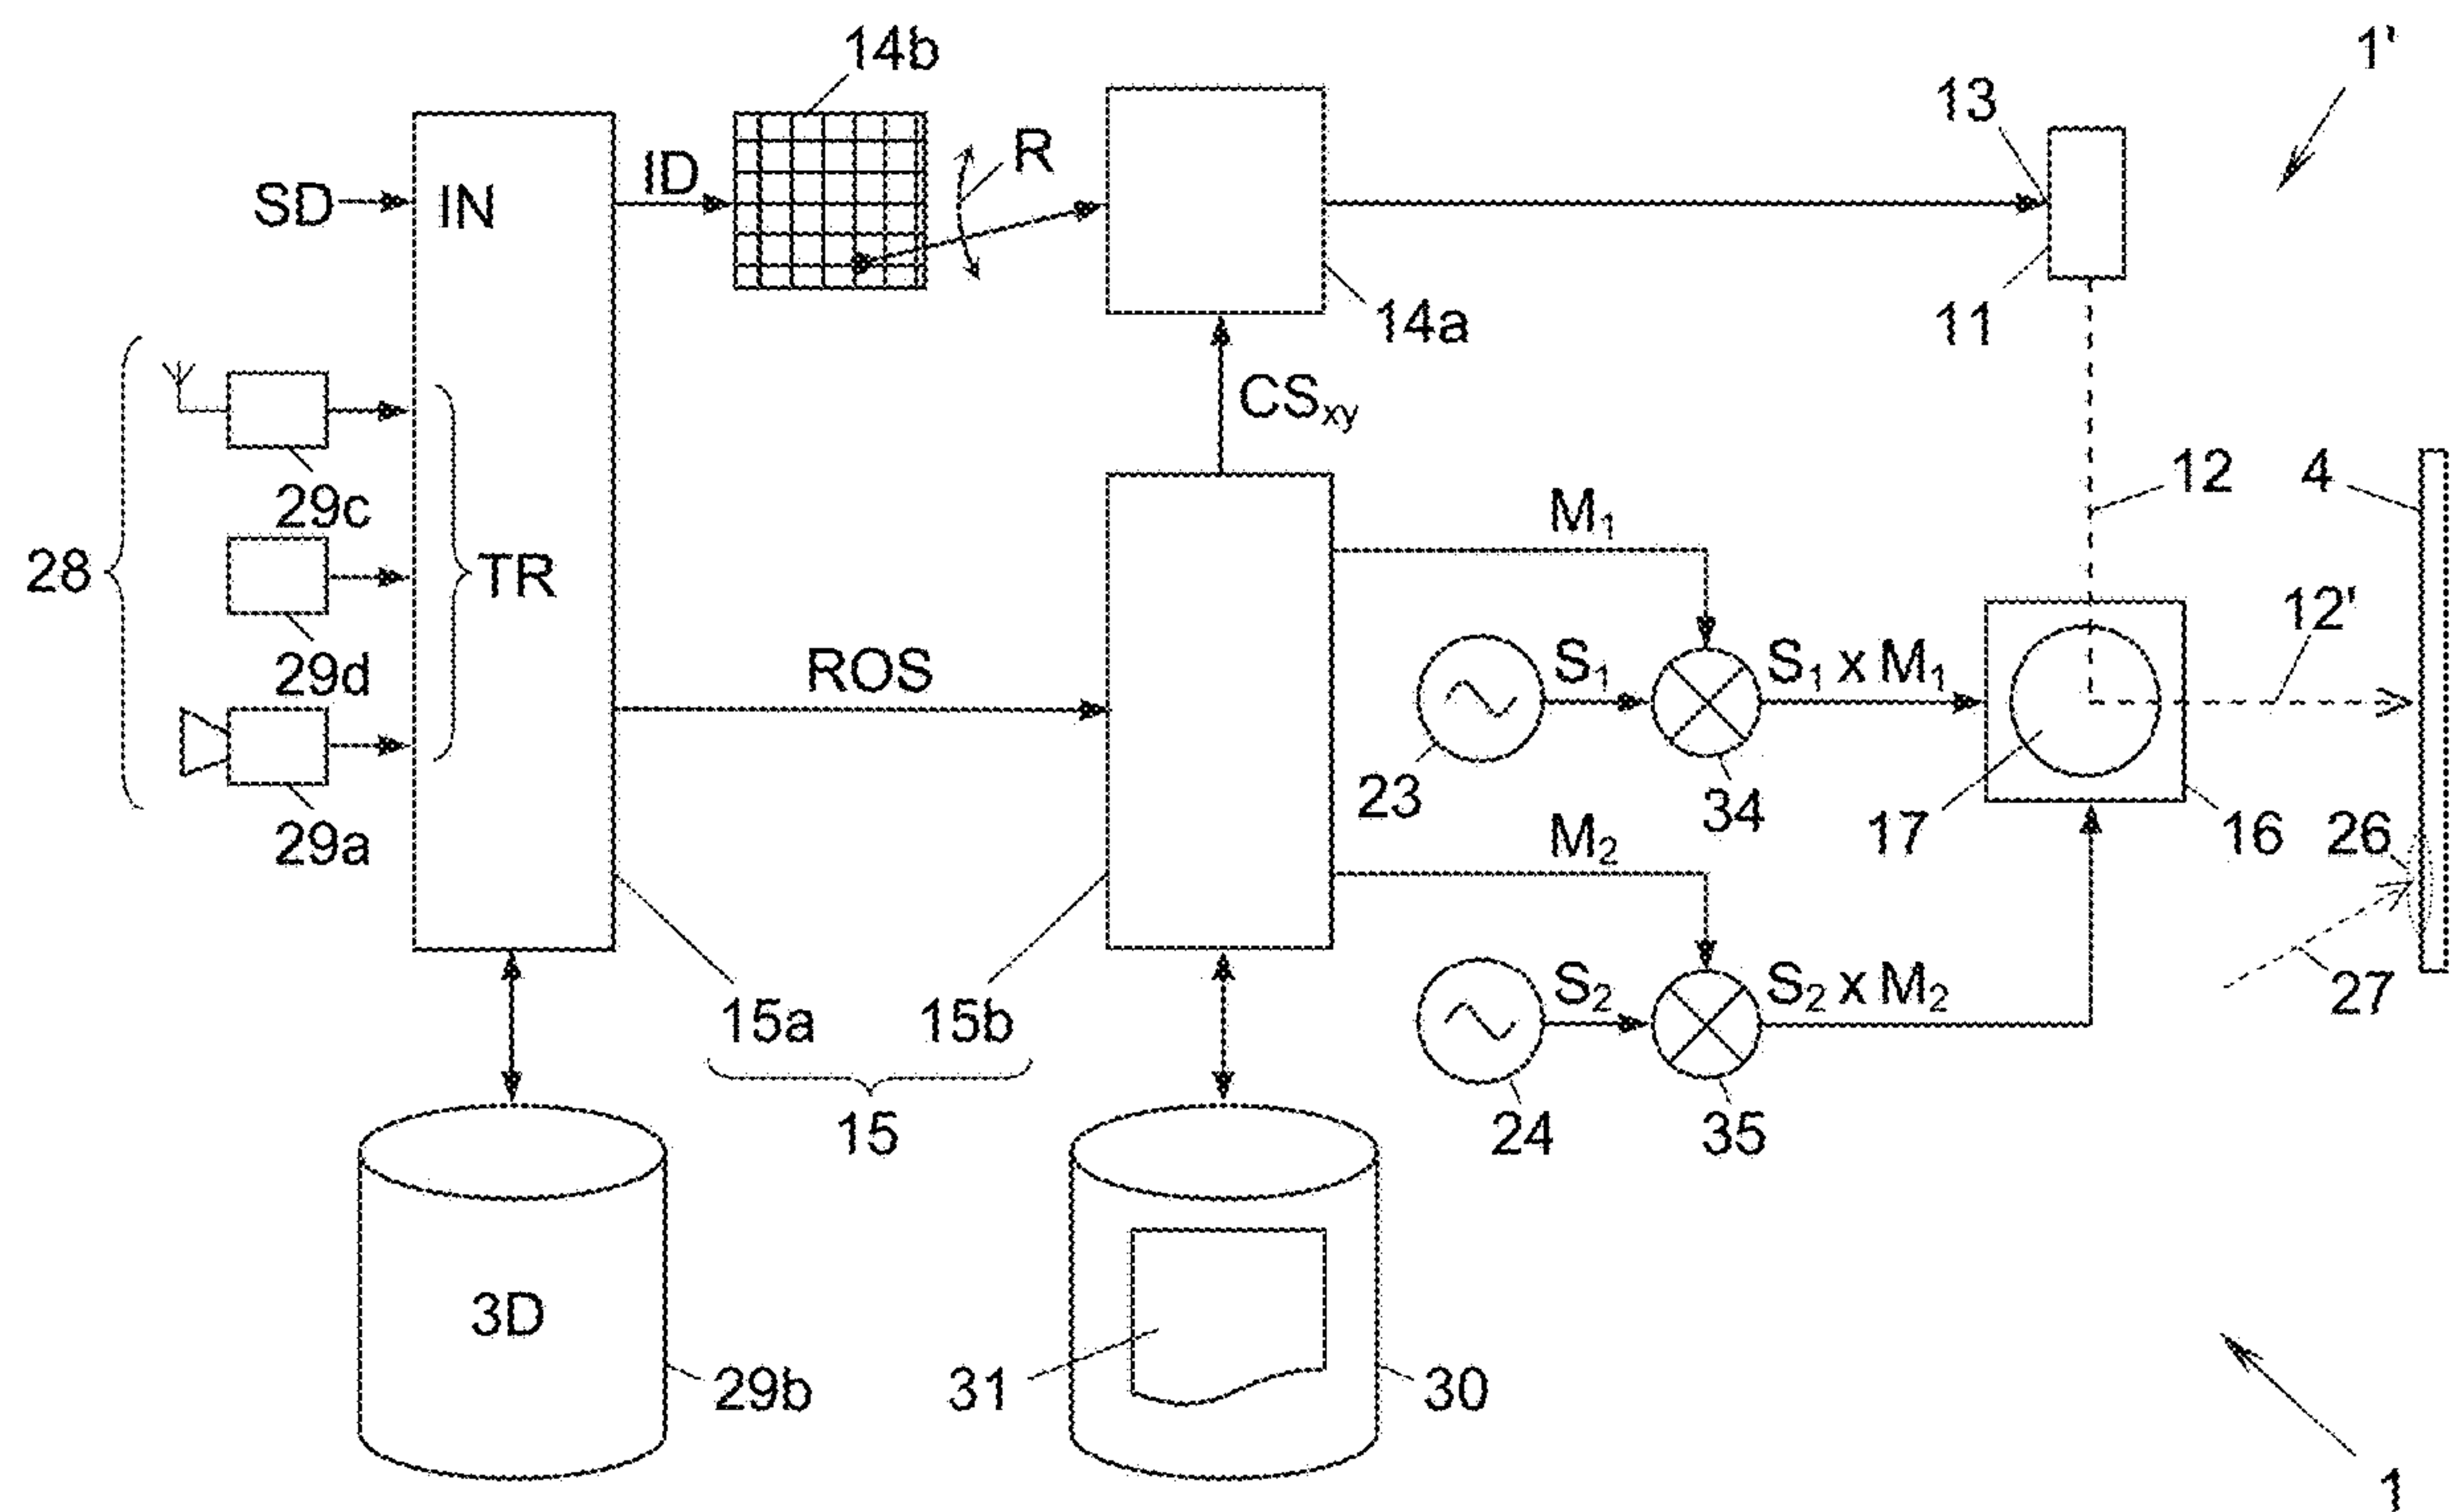 14b
1'
13
R
ID
SD
IN
11
14a
CSxy
12
4
29c
M1
28
TR
12'
29d
ROS
S1
S1 x M1
23
34
17
16
26
29a
M2
S2
S2 x M2
27
15a
15b
15
24
35
3D
31
29b
30
1